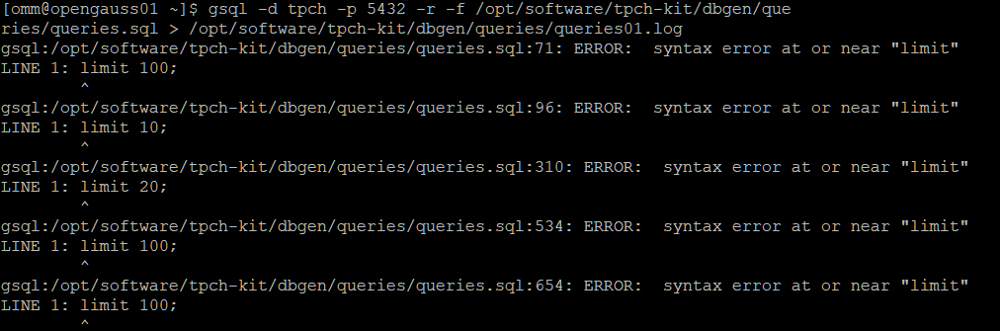 [omm@opengauss01 ~]$ gsql -d tpch -p 5432 -r -f /opt/software/tpch-kit/dbgen/que
ries/queries.sql > /opt/software/tpch-kit/dbgen/queries/queries01.log
gsql:/opt/software/tpch-kit/dbgen/queries/queries.sql:71: ERROR:  syntax error at or near "limit"
LINE 1: limit 100;
        ^
gsql:/opt/software/tpch-kit/dbgen/queries/queries.sql:96: ERROR:  syntax error at or near "limit"
LINE 1: limit 10;
        ^
gsql:/opt/software/tpch-kit/dbgen/queries/queries.sql:310: ERROR:  syntax error at or near "limit"
LINE 1: limit 20;
        ^
gsql:/opt/software/tpch-kit/dbgen/queries/queries.sql:534: ERROR:  syntax error at or near "limit"
LINE 1: limit 100;
        ^
gsql:/opt/software/tpch-kit/dbgen/queries/queries.sql:654: ERROR:  syntax error at or near "limit"
LINE 1: limit 100;
        ^